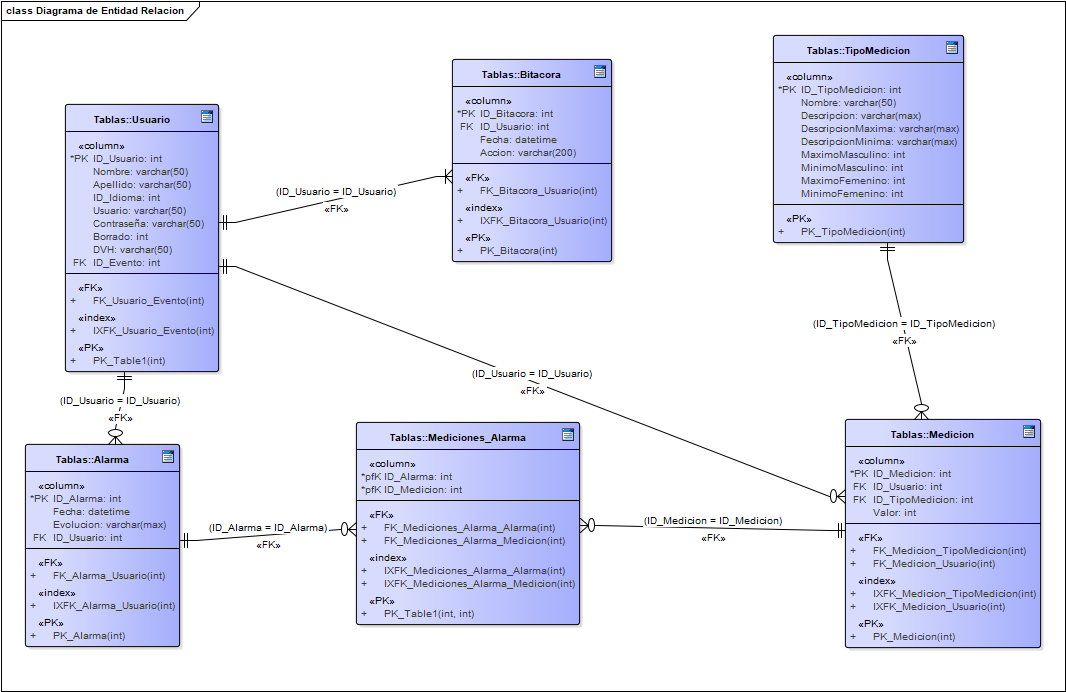 class Diagrama de Entidad Relacion
Tablas::Usuario
«column»
*PK ID_Usuario: int
Nombre: varchar(50)
Apellido: varchar(50)
ID_Idioma: int
Usuario: varchar(50)
Contraseña: varchar(50)
Borrado: int
DVH: varchar(50)
FK ID_Evento: int
«FK»
+ FK_Usuario_Evento(int)
«index»
+ IXFK_Usuario_Evento(int)
«PK»
+ PK_Table1(int)
(ID_Usuario = ID_Usuario)
«FK»
Tablas::Bitacora
«column»
*PK ID_Bitacora: int
FK ID_Usuario: int
Fecha: datetime
Accion: varchar(200)
«FK»
+ FK_Bitacora_Usuario(int)
«index»
+ IXFK_Bitacora_Usuario(int)
«PK»
+ PK_Bitacora(int)
Tablas::TipoMedicion
«column»
*PK ID_TipoMedicion: int
Nombre: varchar(50)
Descripcion: varchar(max)
DescripcionMaxima: varchar(max)
DescripcionMinima: varchar(max)
MaximoMasculino: int
MinimoMasculino: int
MaximoFemenino: int
MinimoFemenino: int
«PK»
+ PK_TipoMedicion(int)
(ID_TipoMedicion = ID_TipoMedicion)
«FK»
(ID_Usuario = ID_Usuario)
«FK»
(ID_Usuario = ID_Usuario)
«FK»
Tablas::Alarma
«column»
*PK ID_Alarma: int
Fecha: datetime
Evolucion: varchar(max)
FK ID_Usuario: int
«FK»
+ FK_Alarma_Usuario(int)
«index»
+ IXFK_Alarma_Usuario(int)
«PK»
+ PK_Alarma(int)
(ID_Alarma = ID_Alarma)
«FK»
Tablas::Mediciones_Alarma
«column»
*pfK ID_Alarma: int
*pfK ID_Medicion: int
«FK»
+ FK_Mediciones_Alarma_Alarma(int)
+ FK_Mediciones_Alarma_Medicion(int)
«index»
+ IXFK_Mediciones_Alarma_Alarma(int)
+ IXFK_Mediciones_Alarma_Medicion(int)
«PK»
+ PK_Table1(int, int)
(ID_Medicion = ID_Medicion)
«FK»
Tablas::Medicion
«column»
*PK ID_Medicion: int
FK ID_Usuario: int
FK ID_TipoMedicion: int
Valor: int
«FK»
+ FK_Medicion_TipoMedicion(int)
+ FK_Medicion_Usuario(int)
«index»
+ IXFK_Medicion_TipoMedicion(int)
+ IXFK_Medicion_Usuario(int)
«PK»
+ PK_Medicion(int)